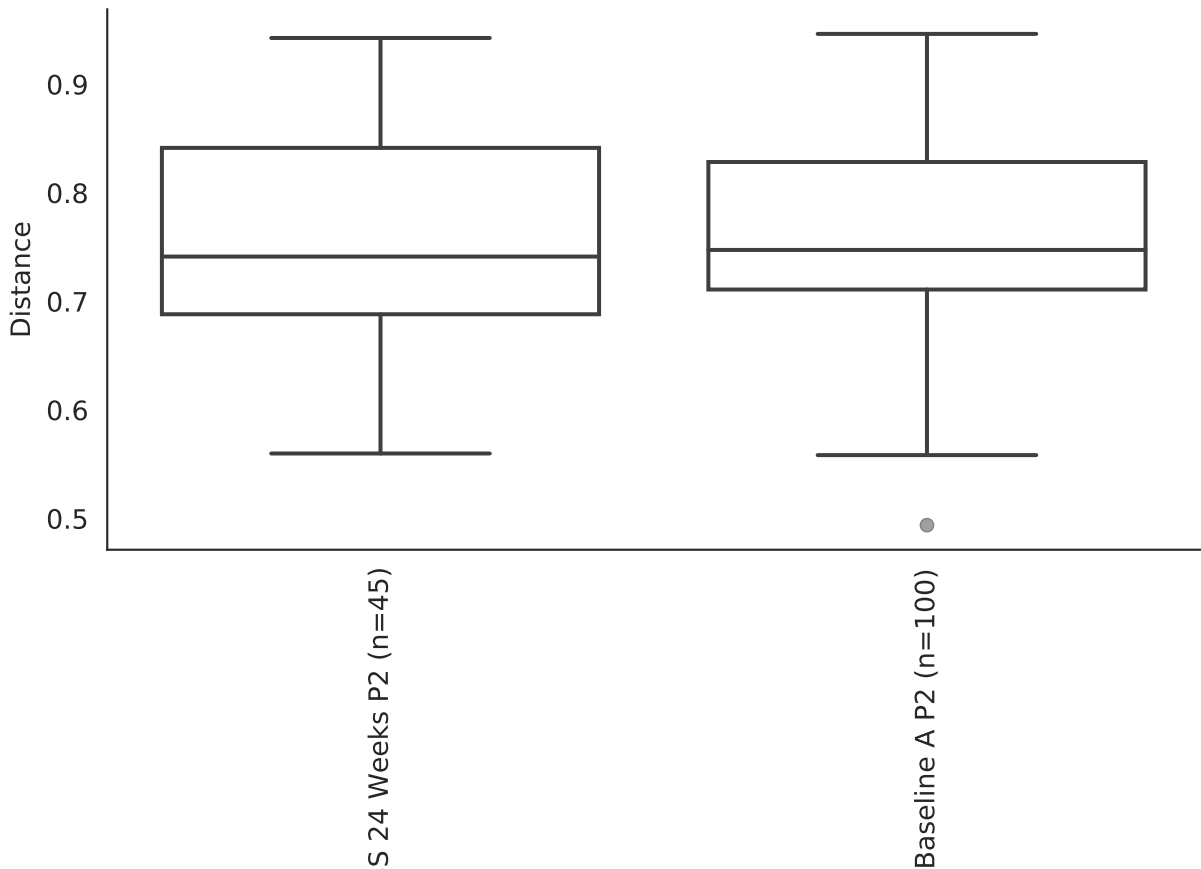 0.9
0.8
0.7
0.6
0.5
Distance
S 24 Weeks P2 (n=45)
Baseline A P2 (n=100)